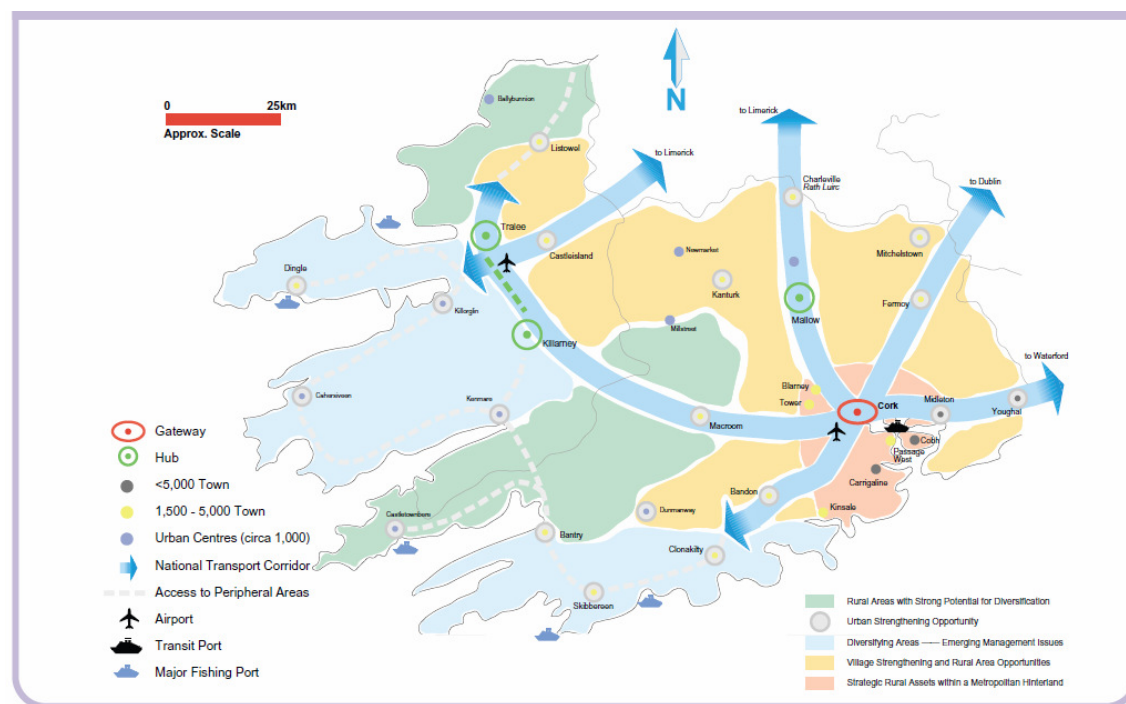 0
25km
Approx. Scale
N
to Limerick
to Limerick
to Dublin
to Waterford
Ballybunnion
Listowel
Charleville
Rath Luirc
Tralee
Castleisland
Newmarket
Mitchelstown
Dingle
Kanturk
Fermoy
Killorglin
Mallow
Millstreet
Killarney
Blarney
Tower
Cork
Midleton
Youghal
Cahersiveen
Kenmare
Macroom
Cobh
Passage
West
Carrigaline
Bandon
Kinsale
Castletownbere
Dunmanway
Bantry
Clonakilty
Skibbereen
Gateway
Hub
<5,000 Town
1,500 - 5,000 Town
Urban Centres (circa 1,000)
National Transport Corridor
Access to Peripheral Areas
Airport
Transit Port
Major Fishing Port
Rural Areas with Strong Potential for Diversification
Urban Strengthening Opportunity
Diversifying Areas —— Emerging Management Issues
Village Strengthening and Rural Area Opportunities
Strategic Rural Assets within a Metropolitan Hinterland